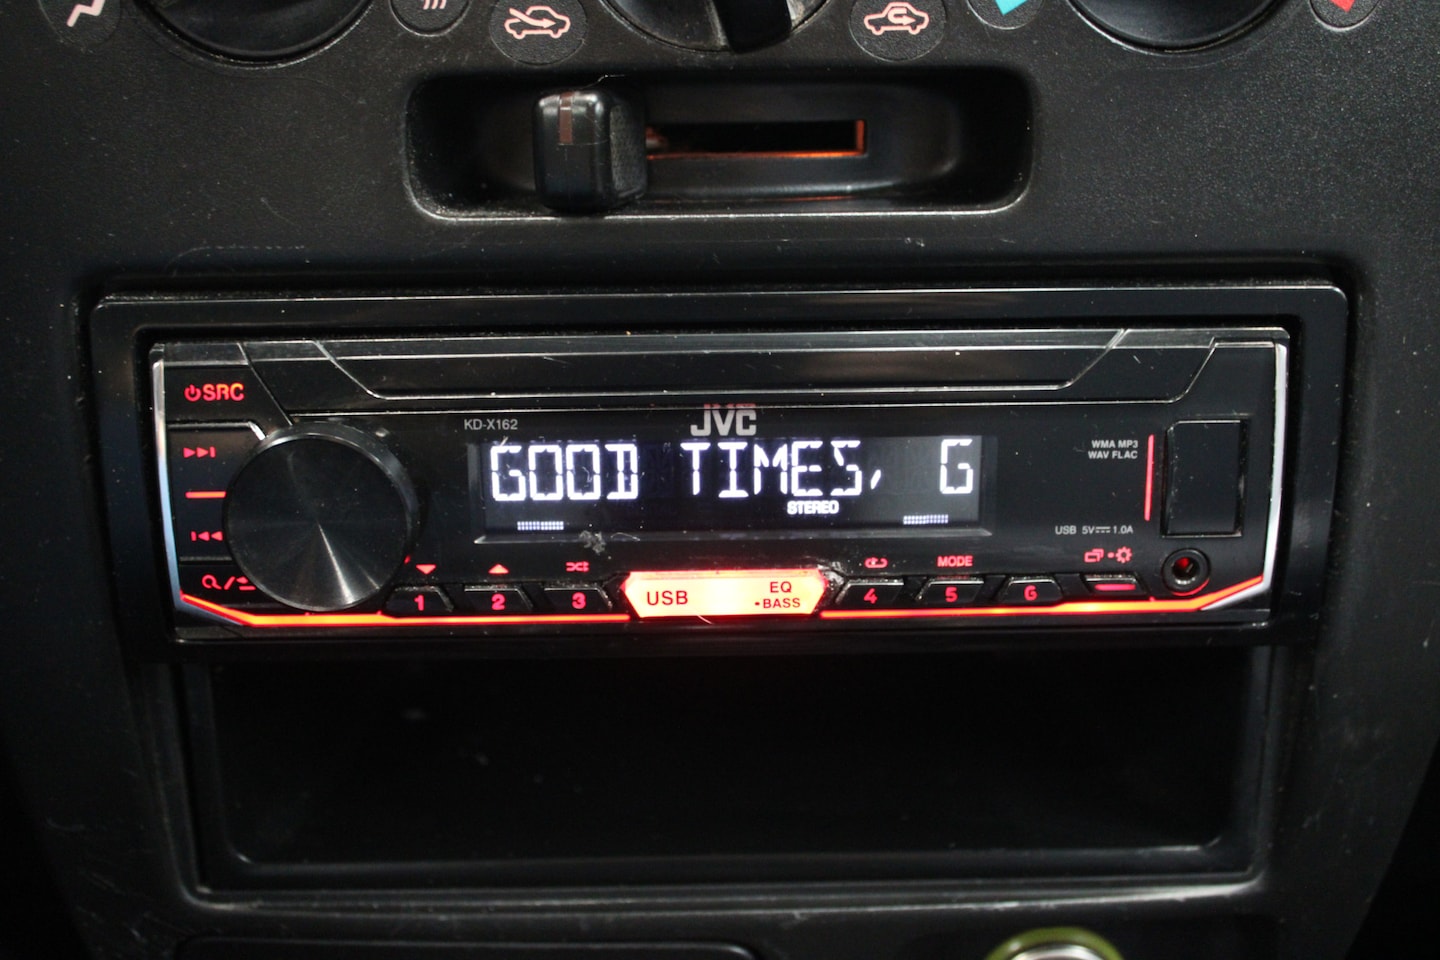 SRC
KD-X162
JVC
GOOD TIMES, G
STEREO
WMA MP3
WAV FLAC
USB 5V 1.0A
MODE
1
2
3
USB
EQ
-BASS
4
5
6